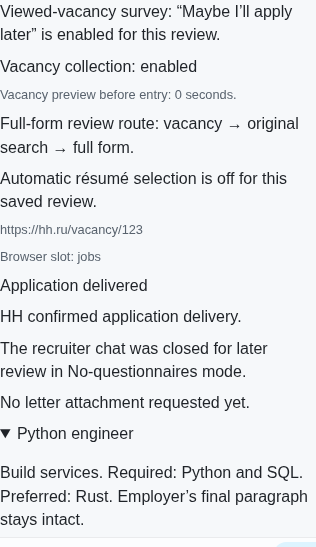 Viewed-vacancy survey: “Maybe I’ll apply
later” is enabled for this review.
Vacancy collection: enabled
Vacancy preview before entry: 0 seconds.
Full-form review route: vacancy → original
search → full form.
Automatic résumé selection is off for this
saved review.
https://hh.ru/vacancy/123
Browser slot: jobs
Application delivered
HH confirmed application delivery.
The recruiter chat was closed for later
review in No-questionnaires mode.
No letter attachment requested yet.
▼ Python engineer
Build services. Required: Python and SQL.
Preferred: Rust. Employer’s final paragraph
stays intact.